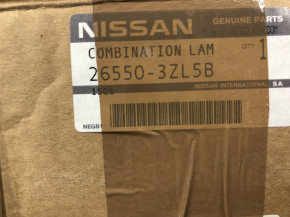 NISSAN GENUINE PARTS
COMBINATION LAM QTY 1
26550-3ZL5B
NISSAN INTERNATIONAL SA